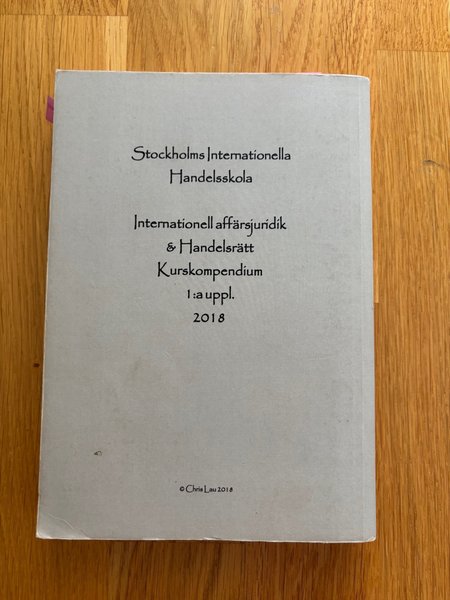 Stockholms Internationella
Handelsskola
Internationell affärsjuridik
& Handelsrätt
Kurskompendium
1:a uppl.
2018
© Chris Lau 2018